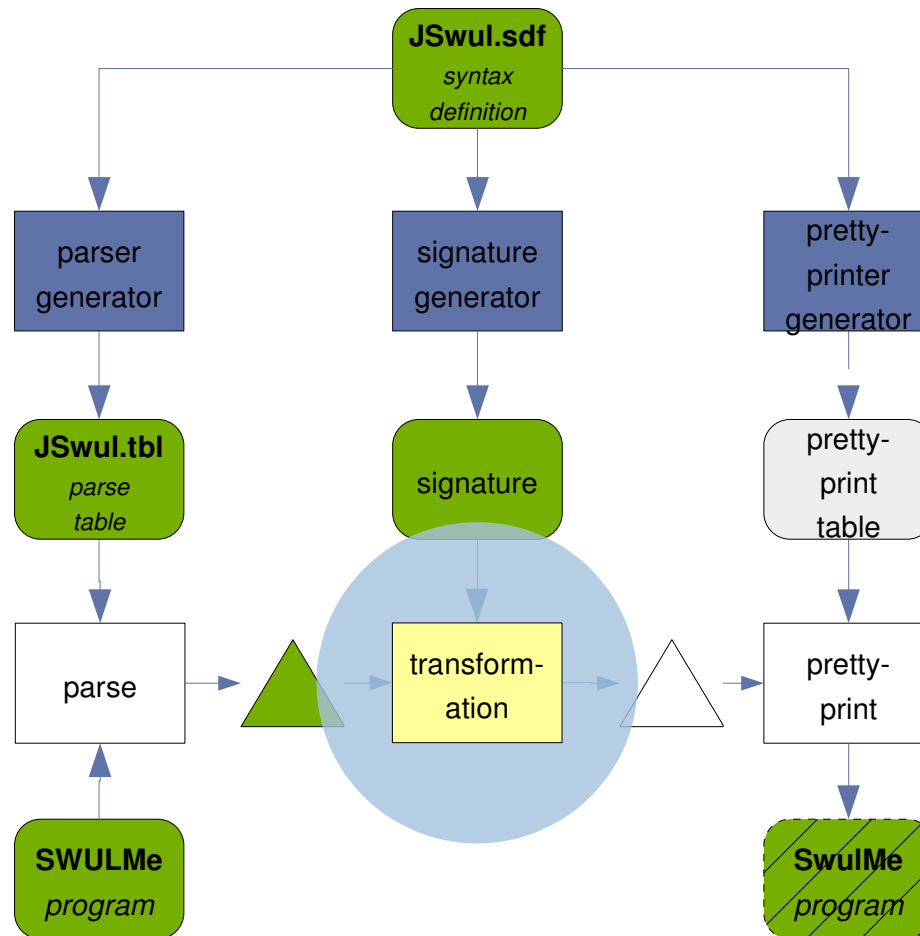 JSwul.sdf
syntax
definition
parser
generator
signature
generator
pretty-
printer
generator
JSwul.tbl
parse
table
signature
pretty-
print
table
parse
transform-
ation
pretty-
print
SWULMe
program
SwulMe
program